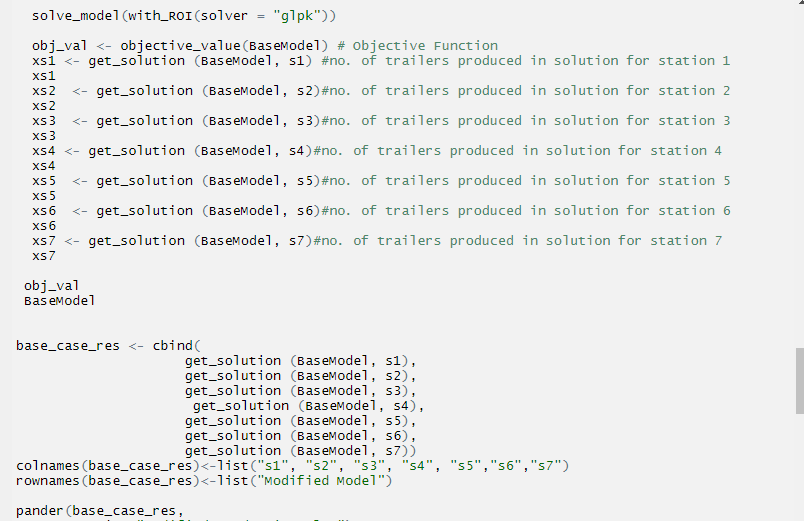 solve_model(with_ROI(solver = "glpk"))
obj_val <- objective_value(BaseModel) # Objective Function
xs1 <- get_solution (BaseModel, s1) #no. of trailers produced in solution for station 1
xs1
xs2 <- get_solution (BaseModel, s2)#no. of trailers produced in solution for station 2
xs2
xs3 <- get_solution (BaseModel, s3)#no. of trailers produced in solution for station 3
xs3
xs4 <- get_solution (BaseModel, s4)#no. of trailers produced in solution for station 4
xs4
xs5 <- get_solution (BaseModel, s5)#no. of trailers produced in solution for station 5
xs5
xs6 <- get_solution (BaseModel, s6)#no. of trailers produced in solution for station 6
xs6
xs7 <- get_solution (BaseModel, s7)#no. of trailers produced in solution for station 7
xs7
obj_val
BaseModel
base_case_res <- cbind(
get_solution (BaseModel, s1),
get_solution (BaseModel, s2),
get_solution (BaseModel, s3),
get_solution (BaseModel, s4),
get_solution (BaseModel, s5),
get_solution (BaseModel, s6),
get_solution (BaseModel, s7))
colnames(base_case_res)<-list("s1", "s2", "s3", "s4", "s5","s6","s7")
rownames(base_case_res)<-list("Modified Model")
pander(base_case_res,